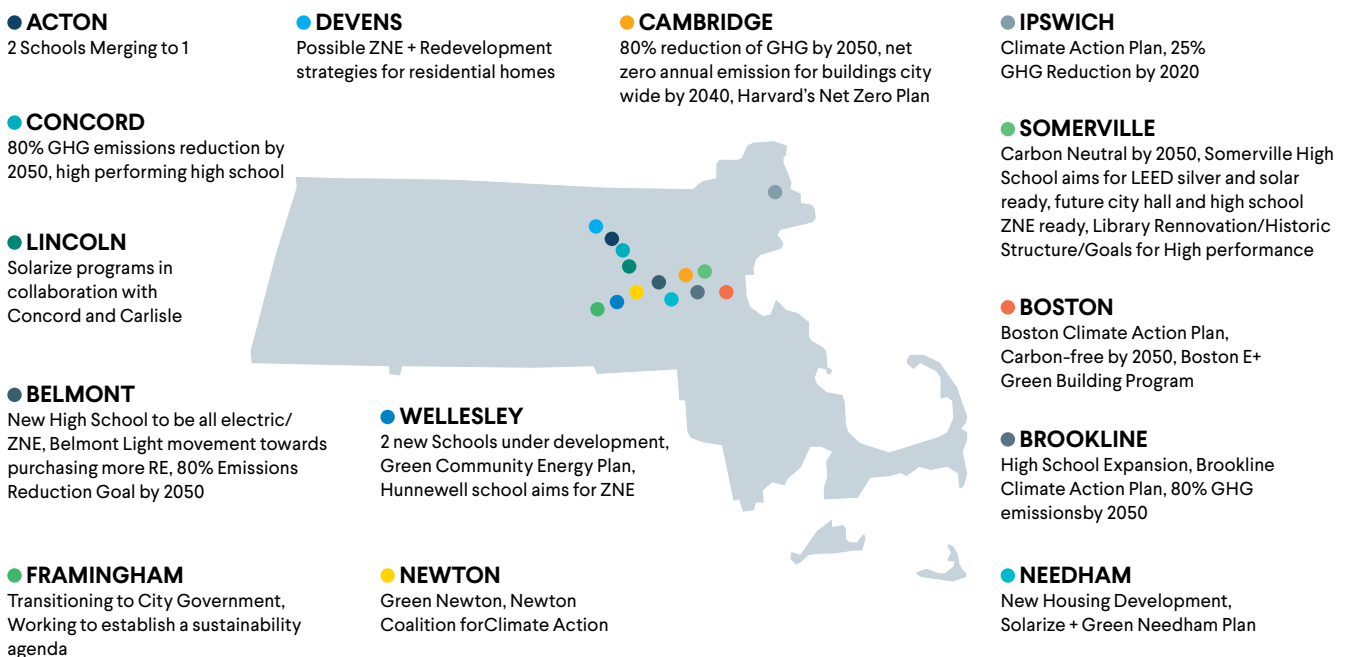 ACTON
2 Schools Merging to 1
DEVENS
Possible ZNE + Redevelopment
strategies for residential homes
CAMBRIDGE
80% reduction of GHG by 2050, net
zero annual emission for buildings city
wide by 2040, Harvard's Net Zero Plan
IPSWICH
Climate Action Plan, 25%
GHG Reduction by 2020
CONCORD
80% GHG emissions reduction by
2050, high performing high school
SOMERVILLE
Carbon Neutral by 2050, Somerville High
School aims for LEED silver and solar
ready, future city hall and high school
ZNE ready, Library Rennovation/Historic
Structure/Goals for High performance
LINCOLN
Solarize programs in
collaboration with
Concord and Carlisle
BOSTON
Boston Climate Action Plan,
Carbon-free by 2050, Boston E+
Green Building Program
BELMONT
New High School to be all electric/
ZNE, Belmont Light movement towards
purchasing more RE, 80% Emissions
Reduction Goal by 2050
WELLESLEY
2 new Schools under development,
Green Community Energy Plan,
Hunnewell school aims for ZNE
BROOKLINE
High School Expansion, Brookline
Climate Action Plan, 80% GHG
emissionsby 2050
FRAMINGHAM
Transitioning to City Government,
Working to establish a sustainability
agenda
NEWTON
Green Newton, Newton
Coalition forClimate Action
NEEDHAM
New Housing Development,
Solarize + Green Needham Plan